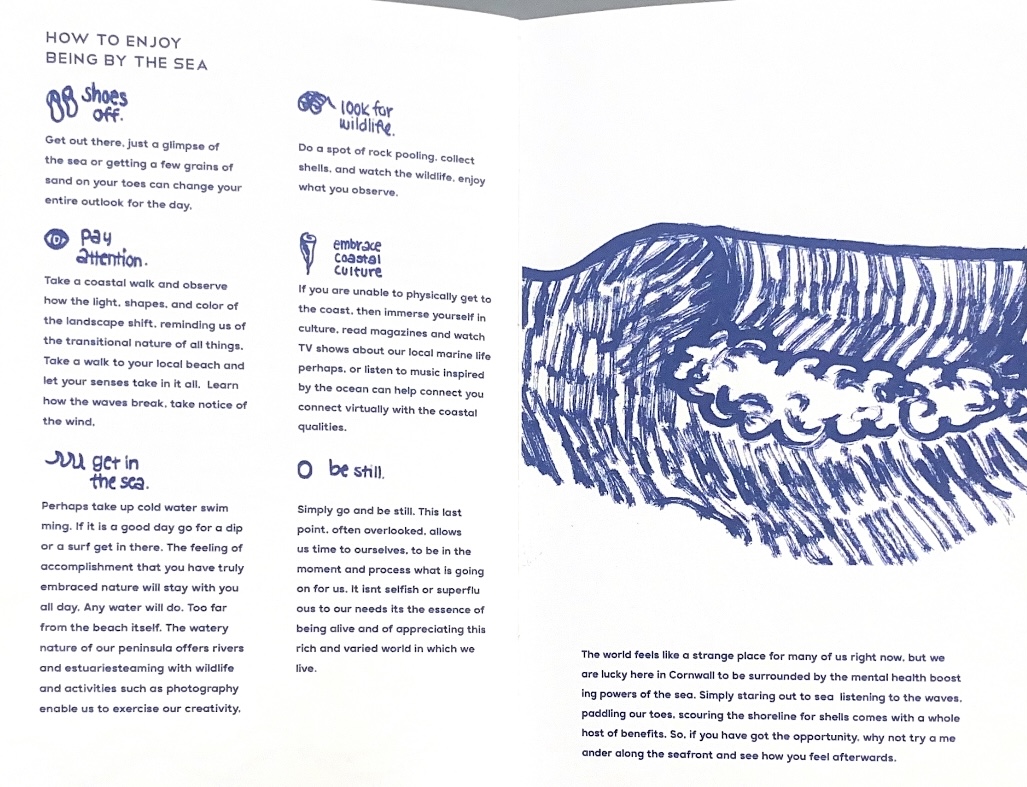 HOW TO ENJOY
BEING BY THE SEA
shoes
off.
Get out there, just a glimpse of
the sea or getting a few grains of
sand on your toes can change your
entire outlook for the day.
pay
attention.
Take a coastal walk and observe
how the light, shapes, and color of
the landscape shift, reminding us of
the transitional nature of all things.
Take a walk to your local beach and
let your senses take in it all. Learn
how the waves break, take notice of
the wind.
get in
the sea.
Perhaps take up cold water swim
ming. If it is a good day go for a dip
or a surf get in there. The feeling of
accomplishment that you have truly
embraced nature will stay with you
all day. Any water will do. Too far
from the beach itself. The watery
nature of our peninsula offers rivers
and estuariesteaming with wildlife
and activities such as photography
enable us to exercise our creativity.
look for
wildlife.
Do a spot of rock pooling, collect
shells, and watch the wildlife, enjoy
what you observe.
embrace
coastal
culture
If you are unable to physically get to
the coast, then immerse yourself in
culture, read magazines and watch
TV shows about our local marine life
perhaps, or listen to music inspired
by the ocean can help connect you
connect virtually with the coastal
qualities.
be still.
Simply go and be still. This last
point, often overlooked, allows
us time to ourselves, to be in the
moment and process what is going
on for us. It isnt selfish or superflu
ous to our needs its the essence of
being alive and of appreciating this
rich and varied world in which we
live.
The world feels like a strange place for many of us right now, but we
are lucky here in Cornwall to be surrounded by the mental health boost
ing powers of the sea. Simply staring out to sea listening to the waves,
paddling our toes, scouring the shoreline for shells comes with a whole
host of benefits. So, if you have got the opportunity, why not try a me
ander along the seafront and see how you feel afterwards.